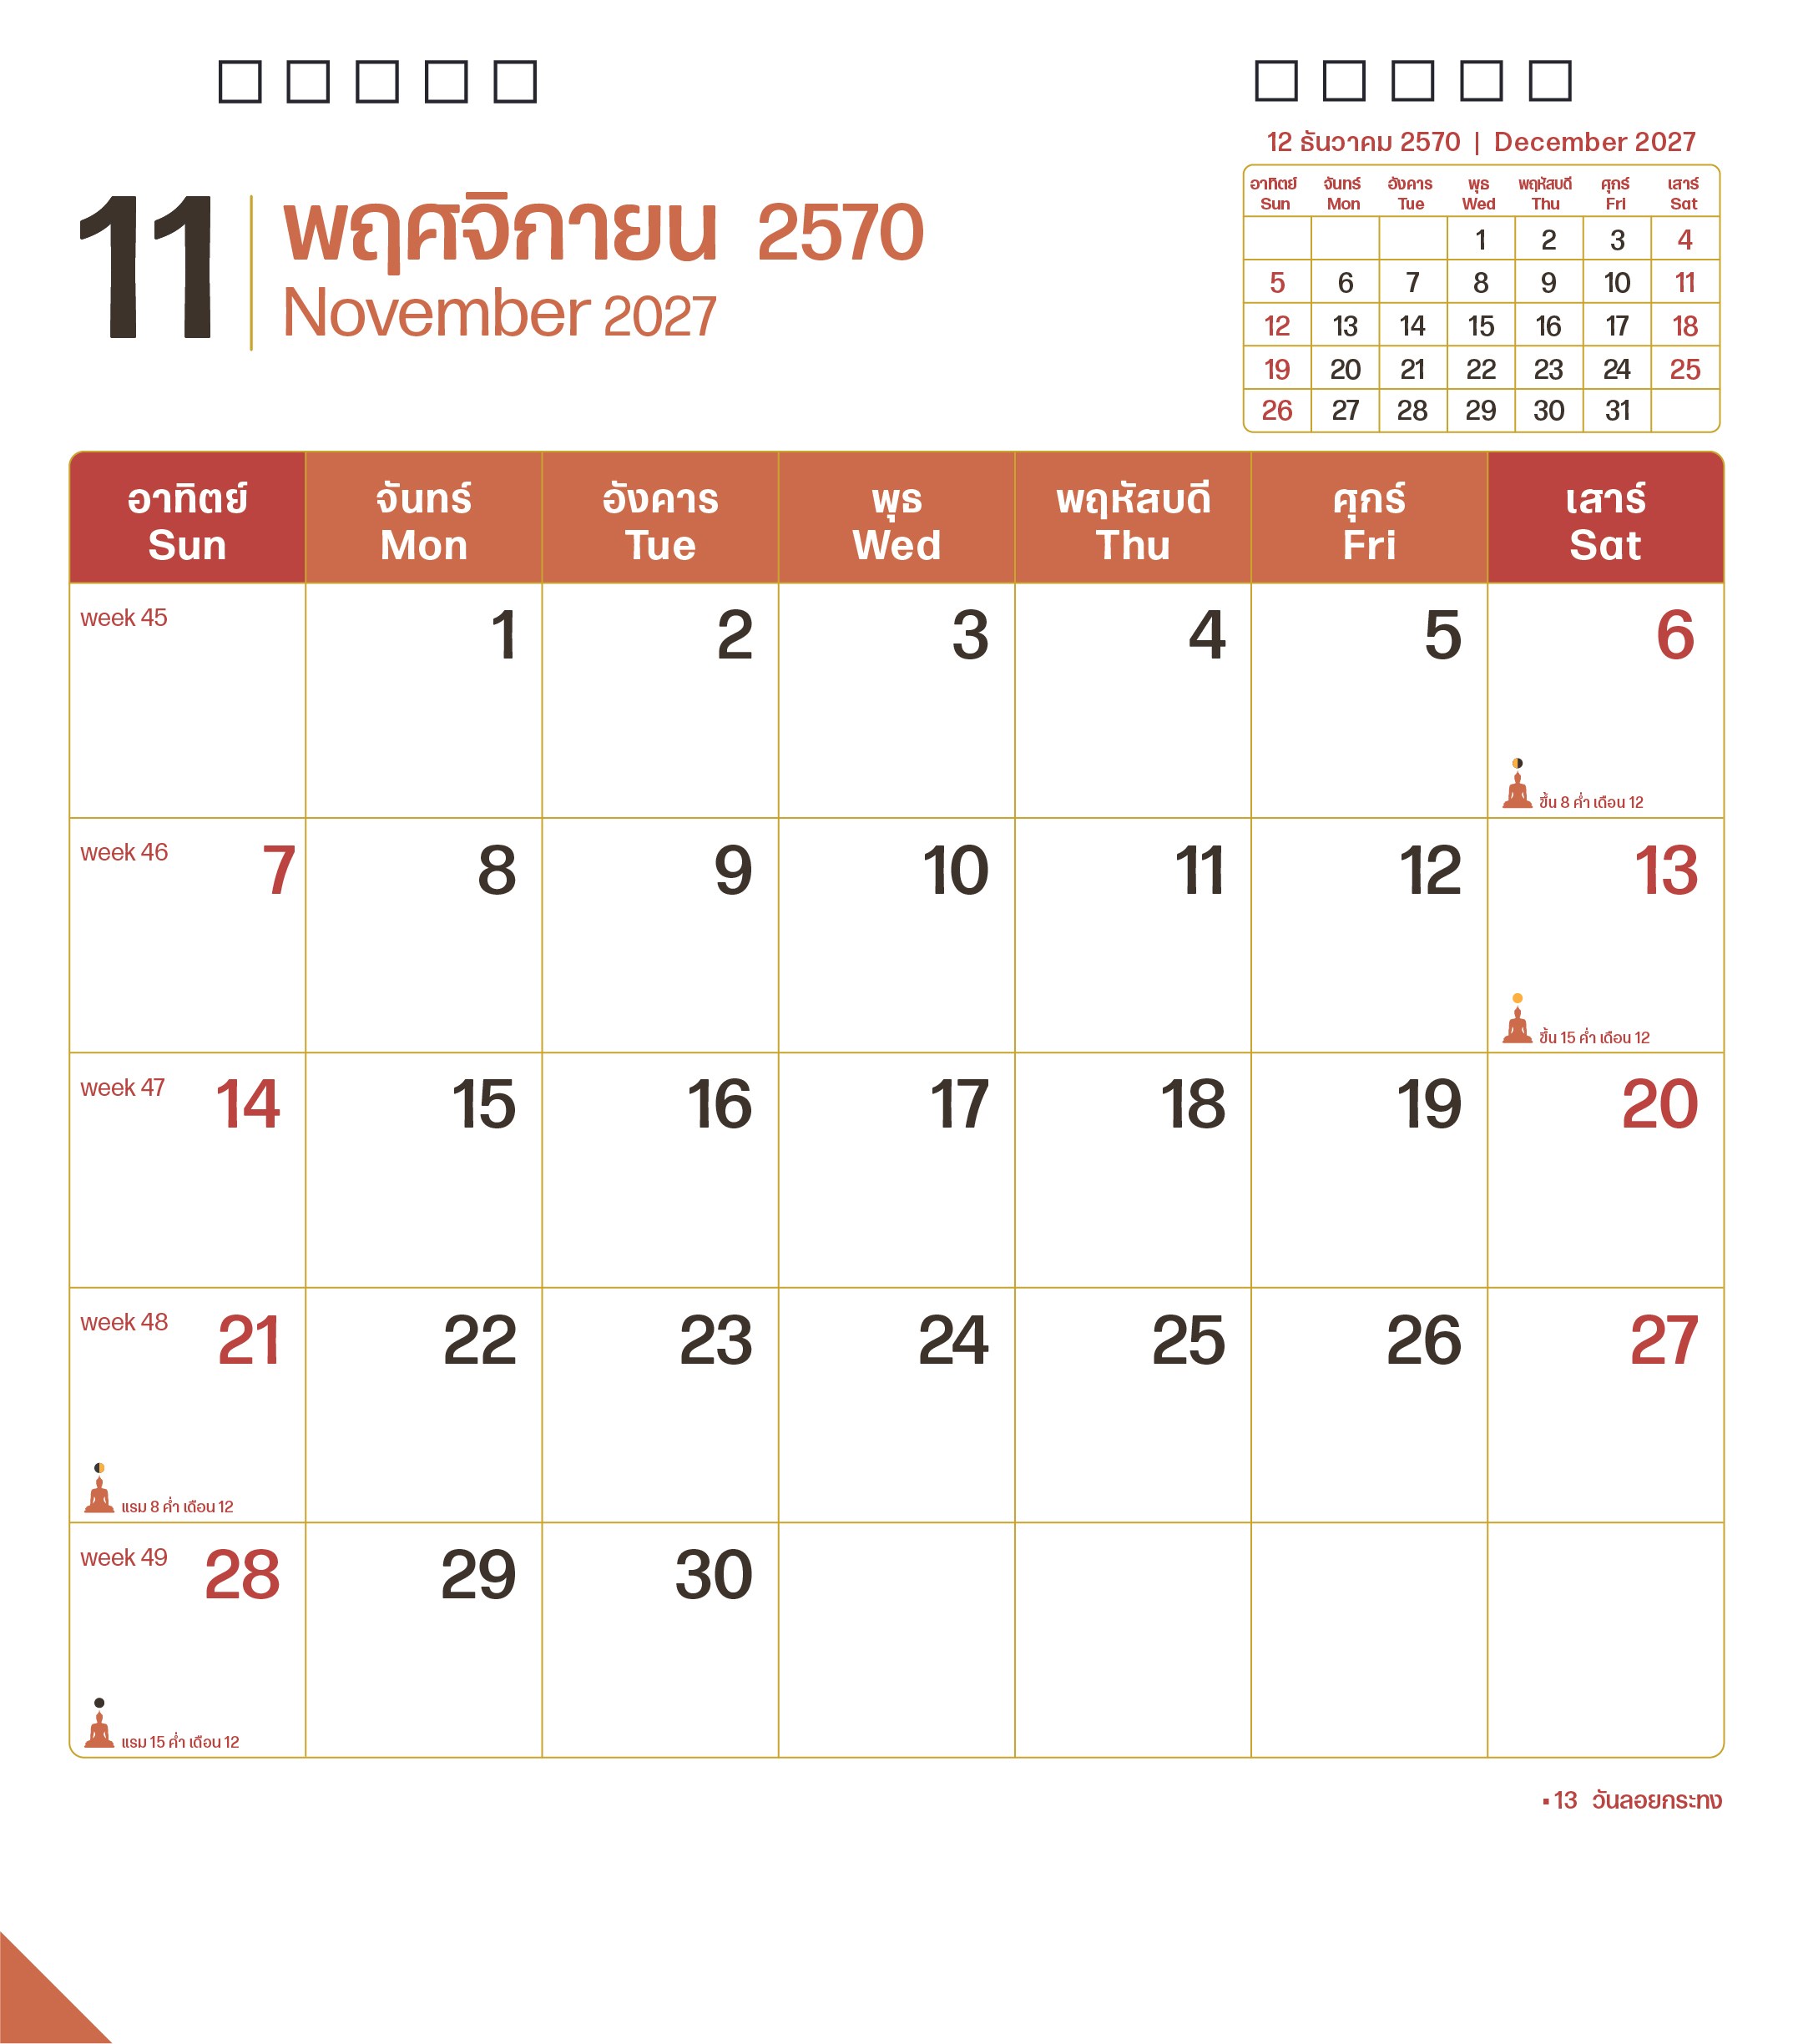 12 ธันวาคม 2570 | December 2027
อาทิตย์ จันทร์ อังคาร พุธ พฤหัสบดี ศุกร์ เสาร์
Sun Mon Tue Wed Thu Fri Sat
1 2 3 4
5 6 7 8 9 10 11
12 13 14 15 16 17 18
19 20 21 22 23 24 25
26 27 28 29 30 31
11
พฤศจิกายน 2570
November 2027
อาทิตย์ จันทร์ อังคาร พุธ พฤหัสบดี ศุกร์ เสาร์
Sun Mon Tue Wed Thu Fri Sat
week 45 1 2 3 4 5 6
ขึ้น 8 ค่ำ เดือน 12
week 46 7 8 9 10 11 12 13
ขึ้น 15 ค่ำ เดือน 12
week 47 14 15 16 17 18 19 20
week 48 21 22 23 24 25 26 27
แรม 8 ค่ำ เดือน 12
week 49 28 29 30
แรม 15 ค่ำ เดือน 12
▪ 13 วันลอยกระทง